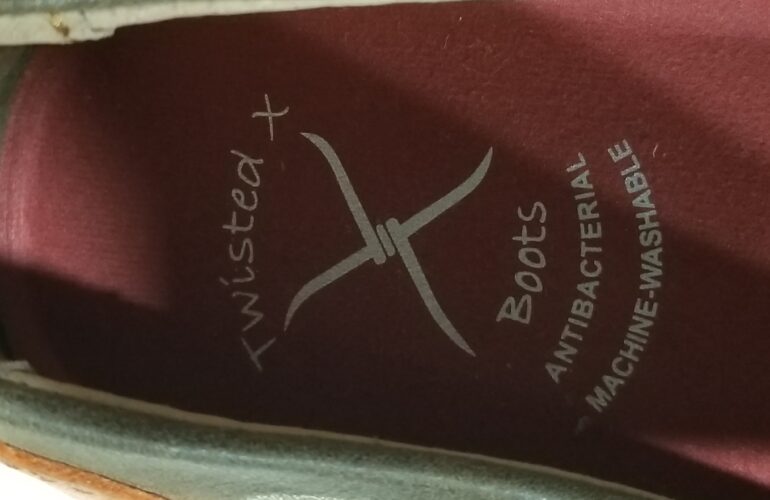 Twisted X
Boots
ANTIBACTERIAL
MACHINE-WASHABLE